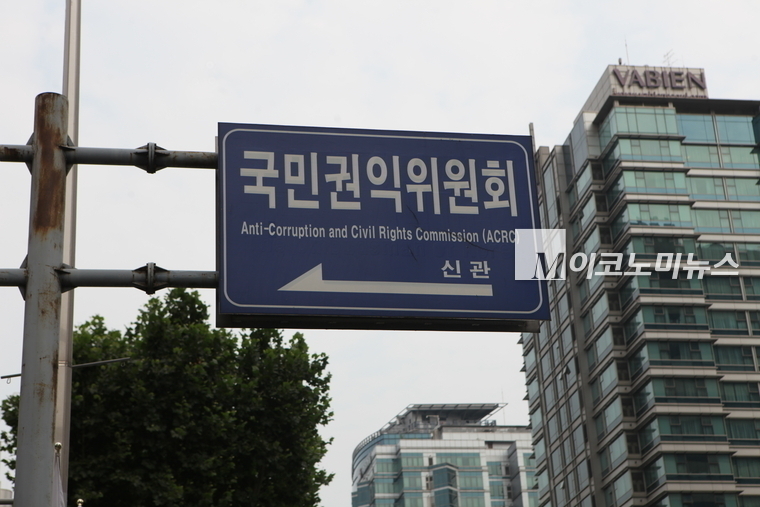 VABIEN
국민권익위원회
Anti-Corruption and Civil Rights Commission (ACRC)
신관
M이코노미뉴스